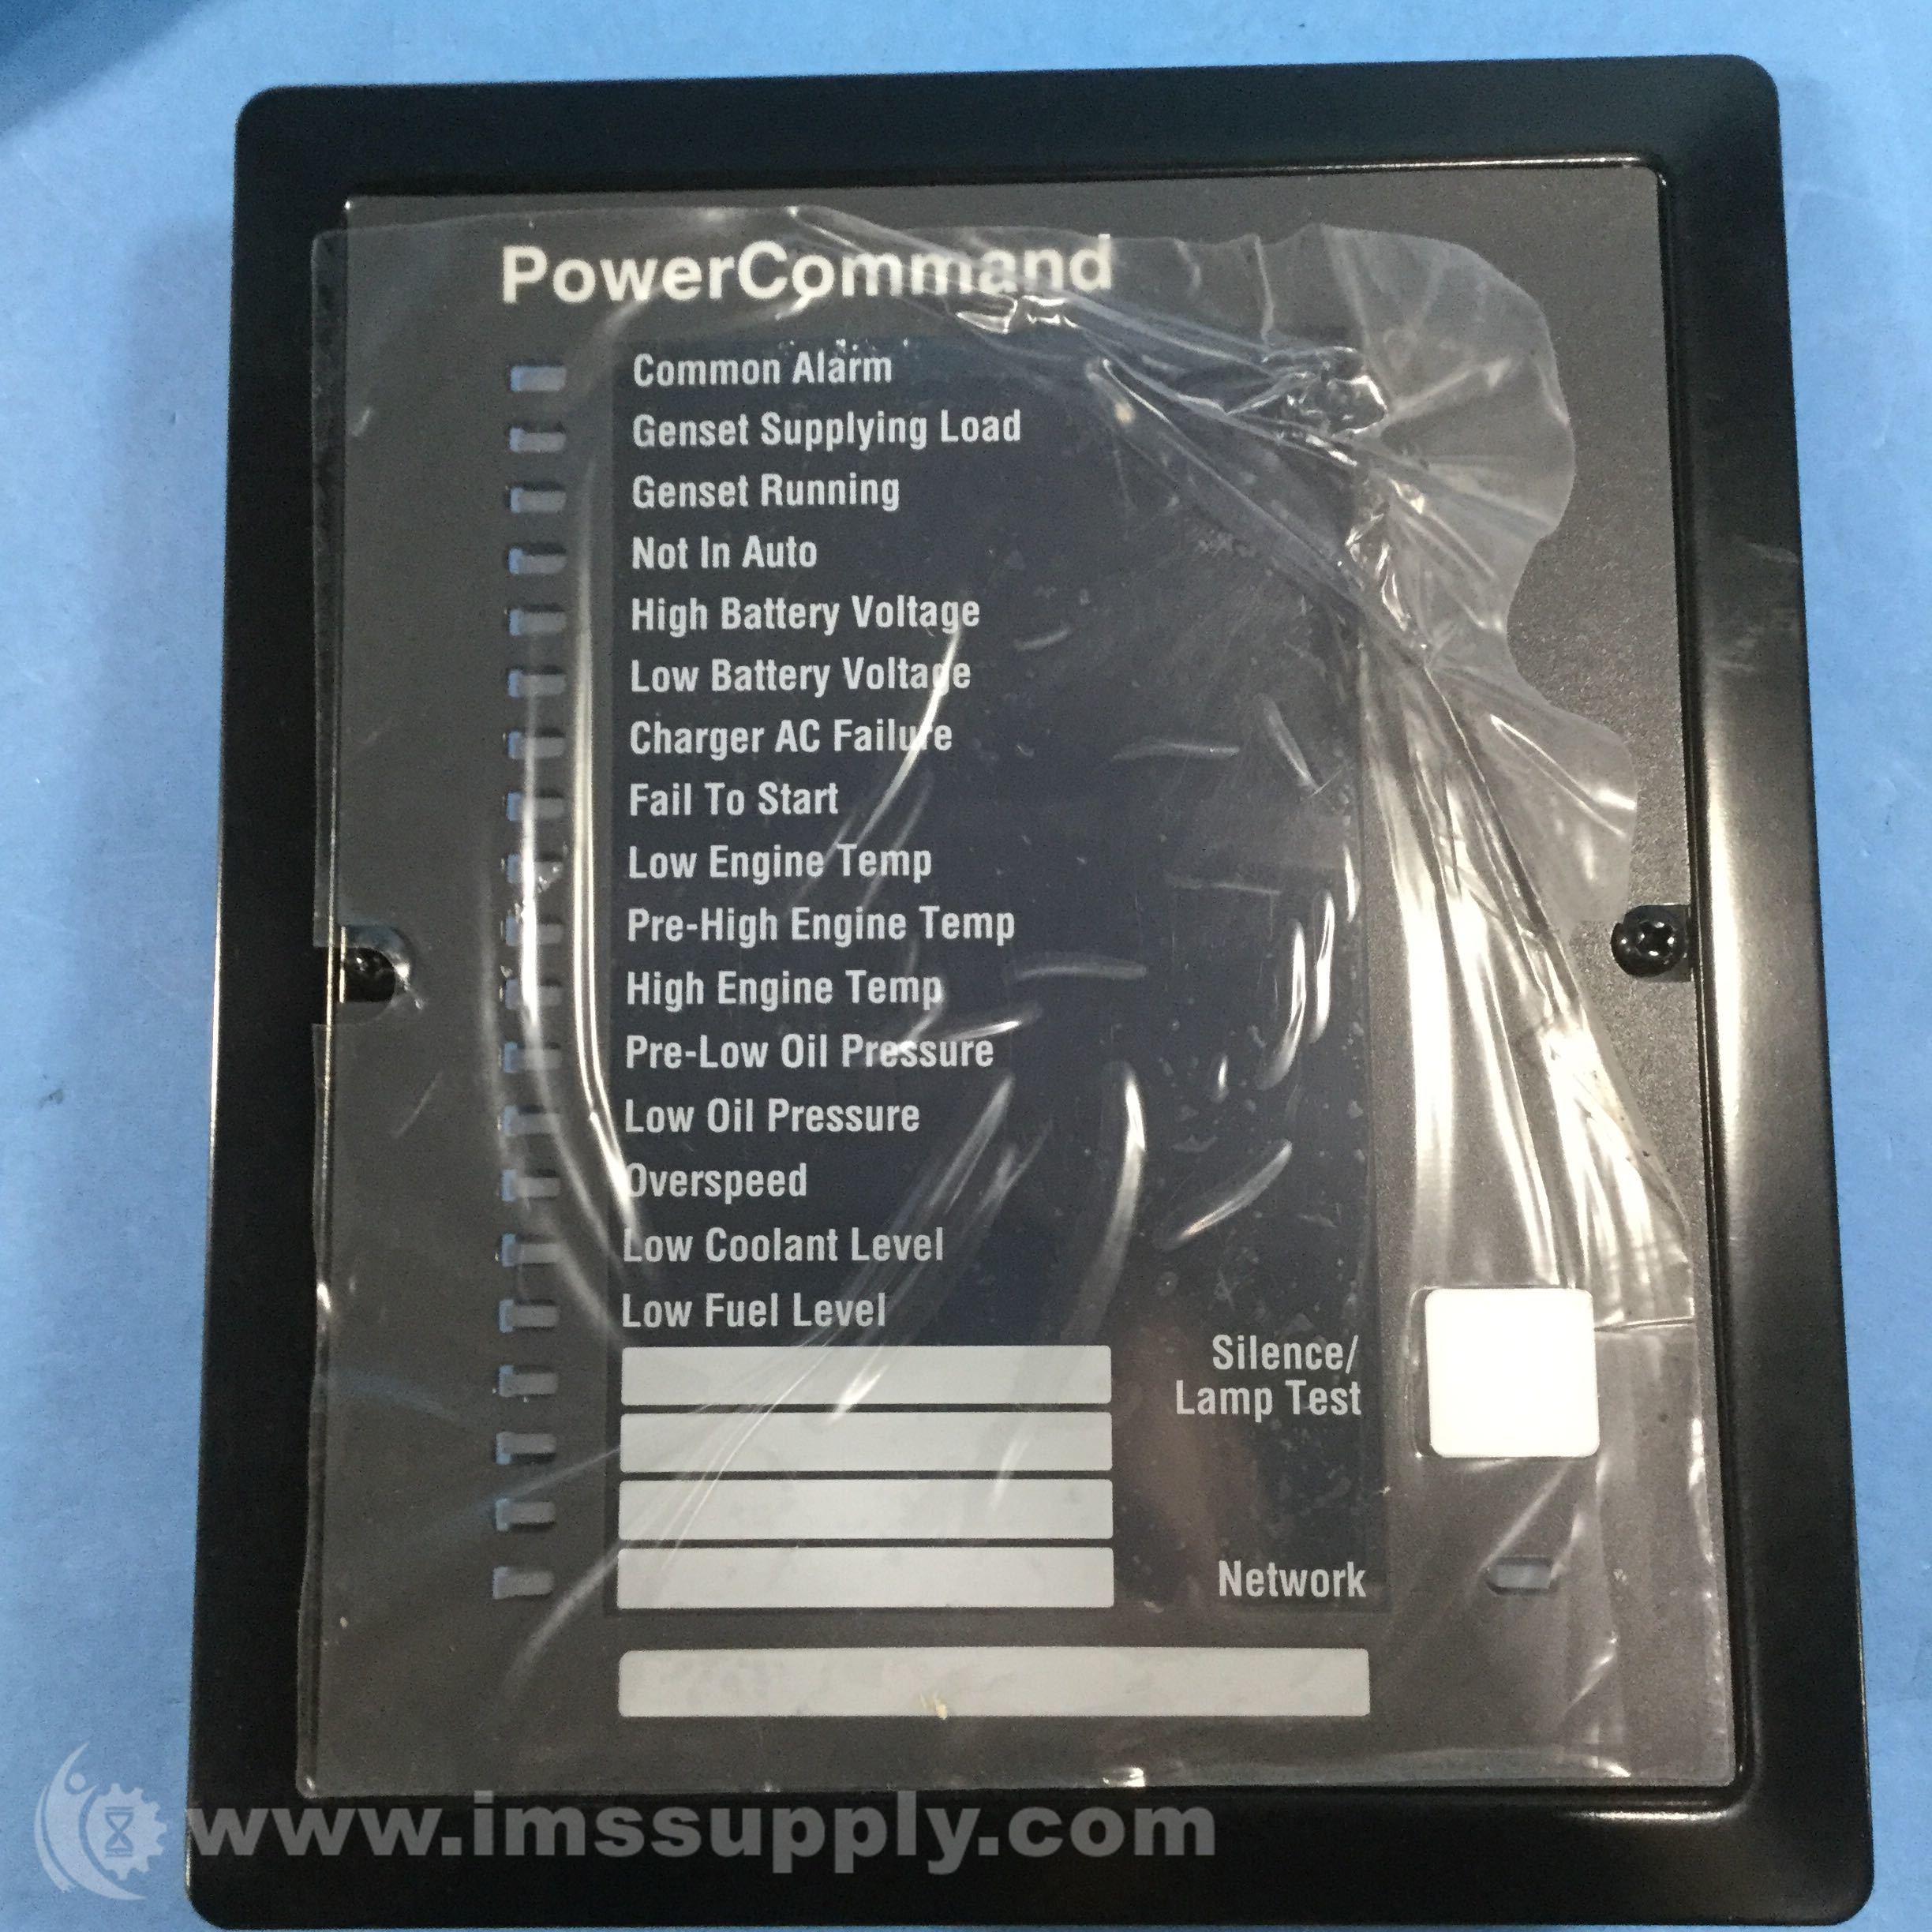 PowerCommand
Common Alarm
Genset Supplying Load
Genset Running
Not In Auto
High Battery Voltage
Low Battery Voltage
Charger AC Failure
Fail To Start
Low Engine Temp
Pre-High Engine Temp
High Engine Temp
Pre-Low Oil Pressure
Low Oil Pressure
Overspeed
Low Coolant Level
Low Fuel Level
Silence/
Lamp Test
Network
www.imssupply.com